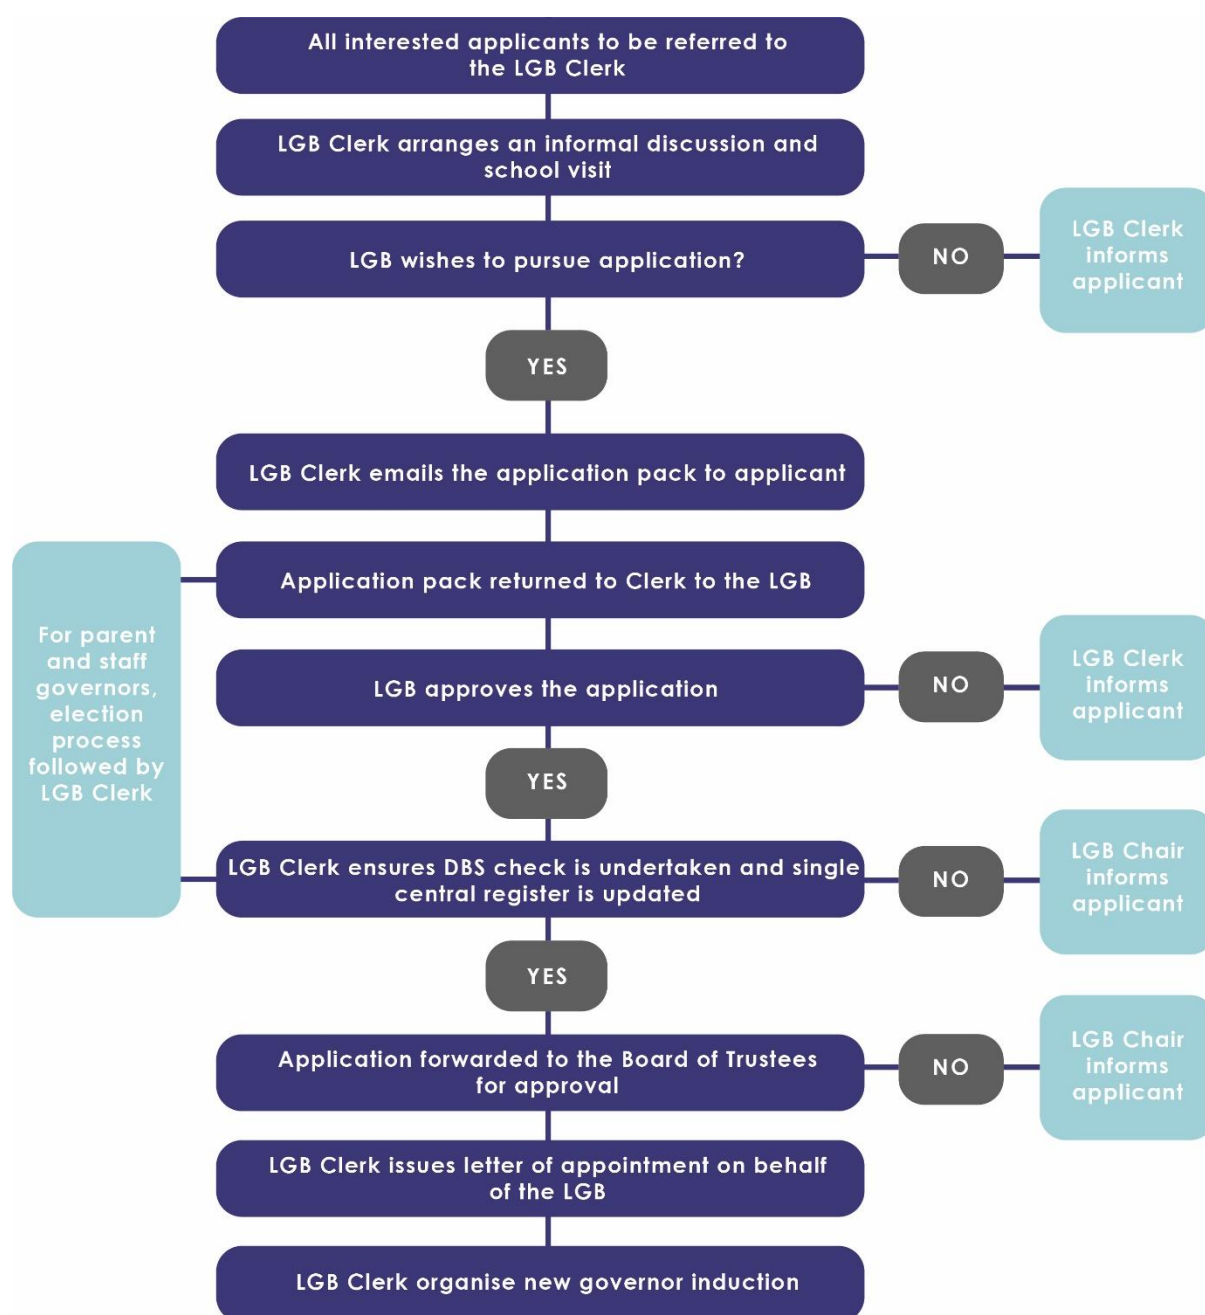 All interested applicants to be referred to
the LGB Clerk
LGB Clerk arranges an informal discussion and
school visit
LGB wishes to pursue application?
NO
LGB Clerk
informs
applicant
YES
LGB Clerk emails the application pack to applicant
Application pack returned to Clerk to the LGB
For parent
and staff
governors,
election
process
followed by
LGB Clerk
LGB approves the application
NO
LGB Clerk
informs
applicant
YES
LGB Clerk ensures DBS check is undertaken and single
central register is updated
NO
LGB Chair
informs
applicant
YES
Application forwarded to the Board of Trustees
for approval
NO
LGB Chair
informs
applicant
LGB Clerk issues letter of appointment on behalf
of the LGB
LGB Clerk organise new governor induction